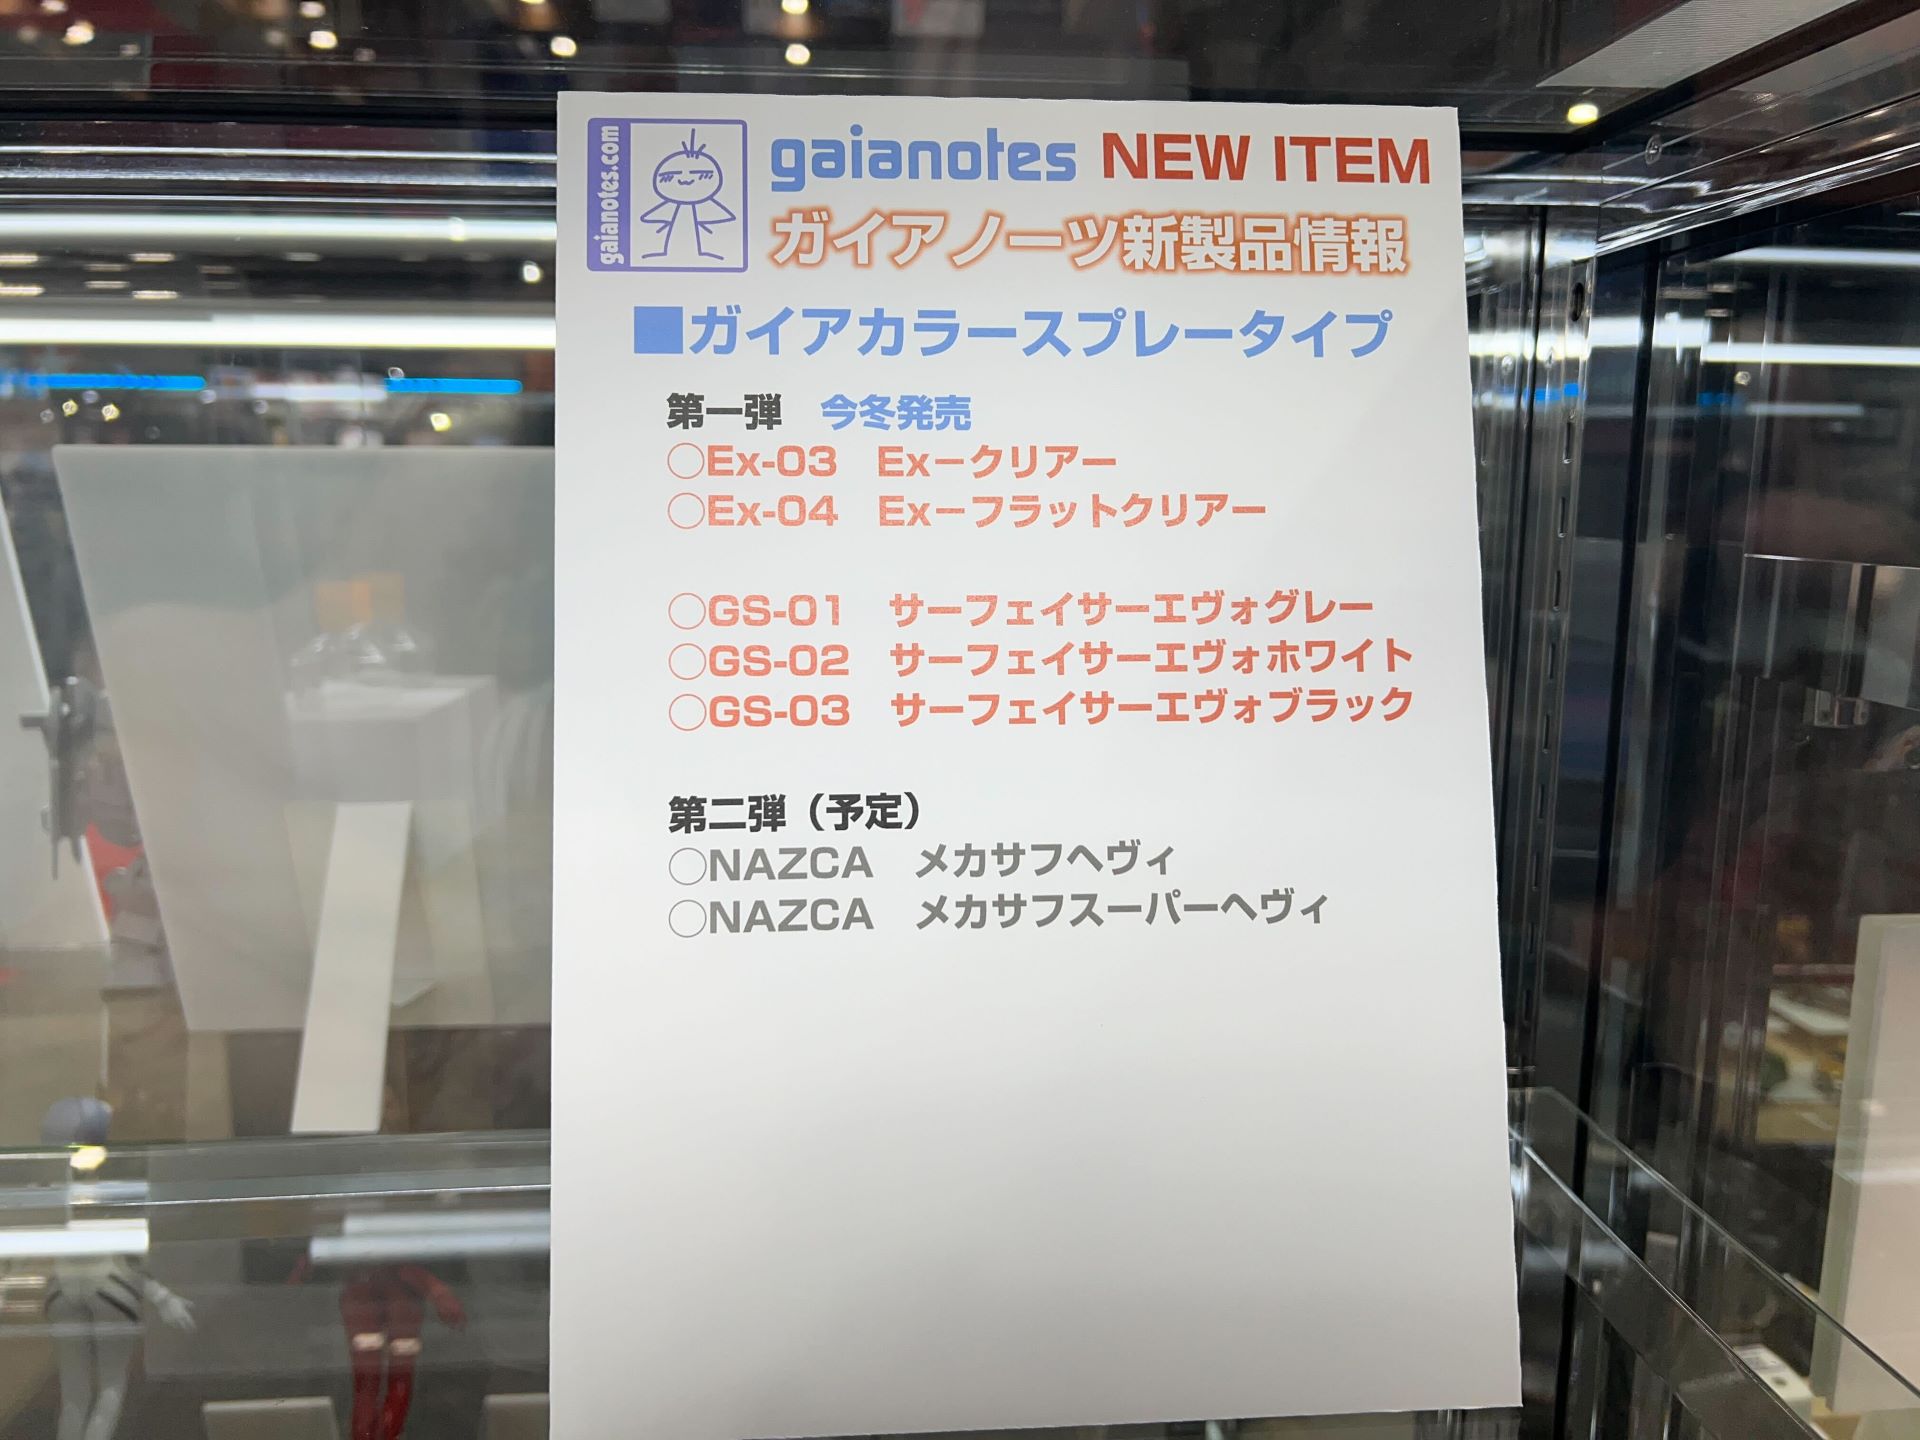 gaianotes.com
gaianotes NEW ITEM
ガイアノーツ新製品情報
■ガイアカラースプレータイプ
第一弾　今冬発売
○Ex-03　Ex－クリアー
○Ex-04　Ex－フラットクリアー
○GS-01　サーフェイサーエヴォグレー
○GS-02　サーフェイサーエヴォホワイト
○GS-03　サーフェイサーエヴォブラック
第二弾（予定）
○NAZCA　メカサフヘヴィ
○NAZCA　メカサフスーパーヘヴィ